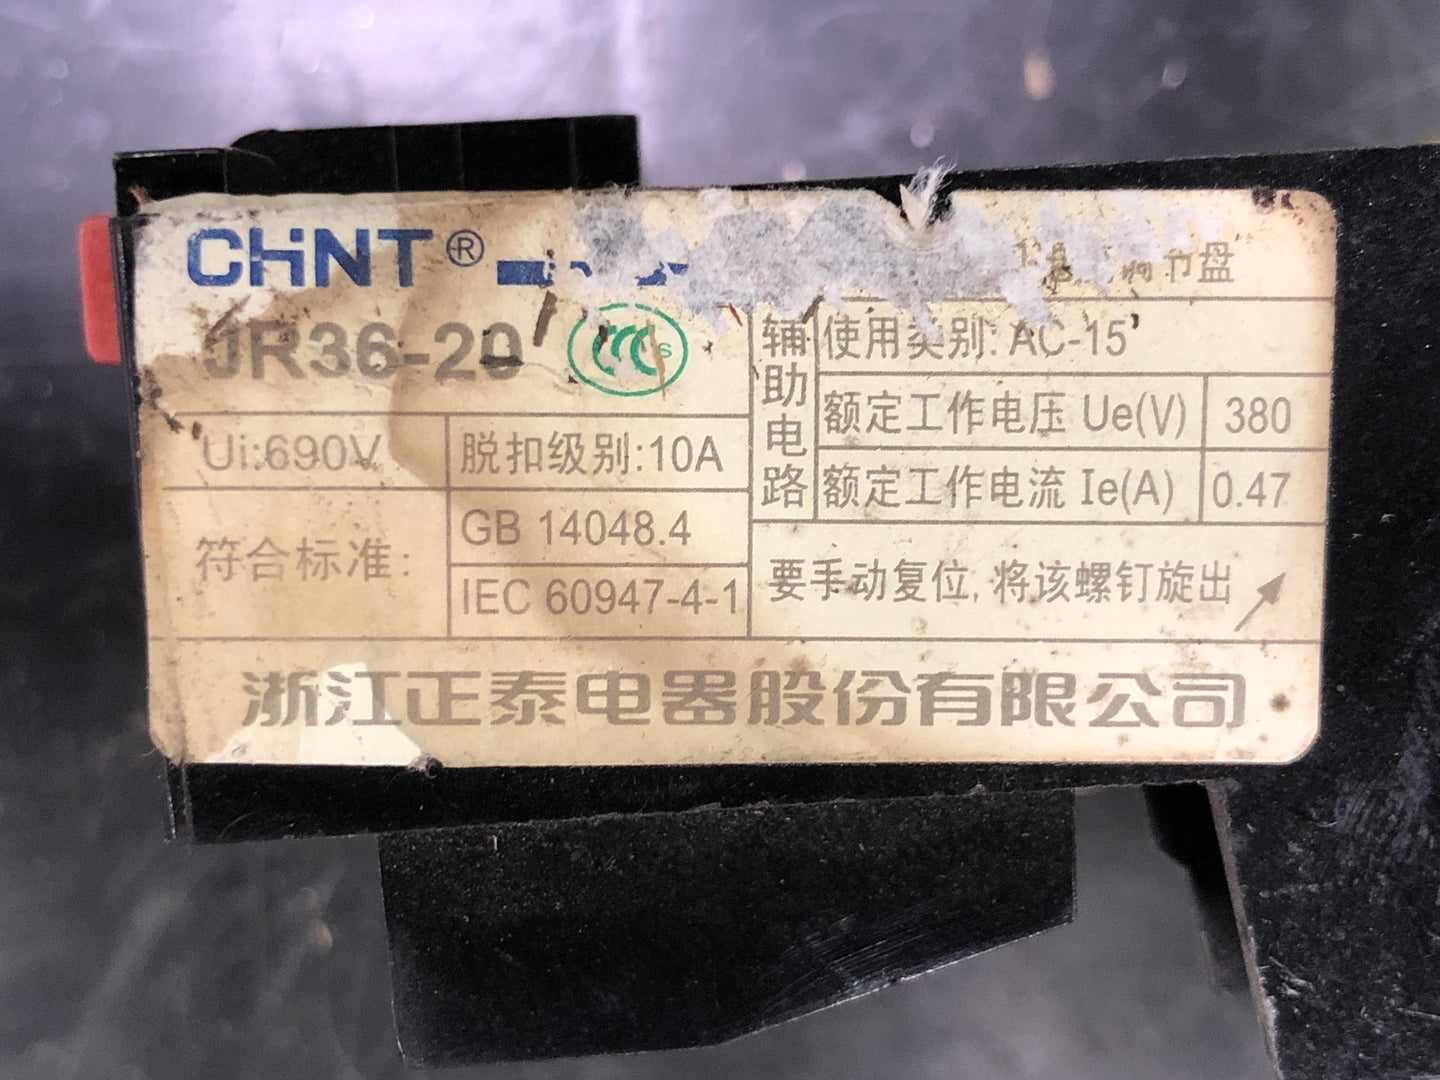 CHNT®
盘
JR36-20
CCC S
辅助电路
使用类别: AC-15
额定工作电压 Ue(V) 380
额定工作电流 Ie(A) 0.47
Ui:690V
脱扣级别:10A
符合标准:
GB 14048.4
IEC 60947-4-1
要手动复位, 将该螺钉旋出
浙江正泰电器股份有限公司